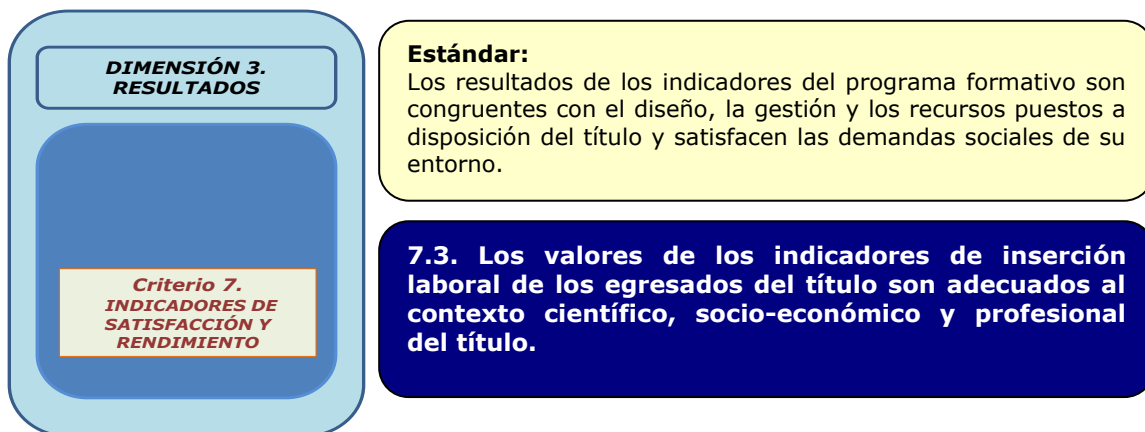 DIMENSIÓN 3.
RESULTADOS
Criterio 7.
INDICADORES DE
SATISFACCIÓN Y
RENDIMIENTO
Estándar:
Los resultados de los indicadores del programa formativo son
congruentes con el diseño, la gestión y los recursos puestos a
disposición del título y satisfacen las demandas sociales de su
entorno.
7.3. Los valores de los indicadores de inserción
laboral de los egresados del título son adecuados al
contexto científico, socio-económico y profesional
del título.